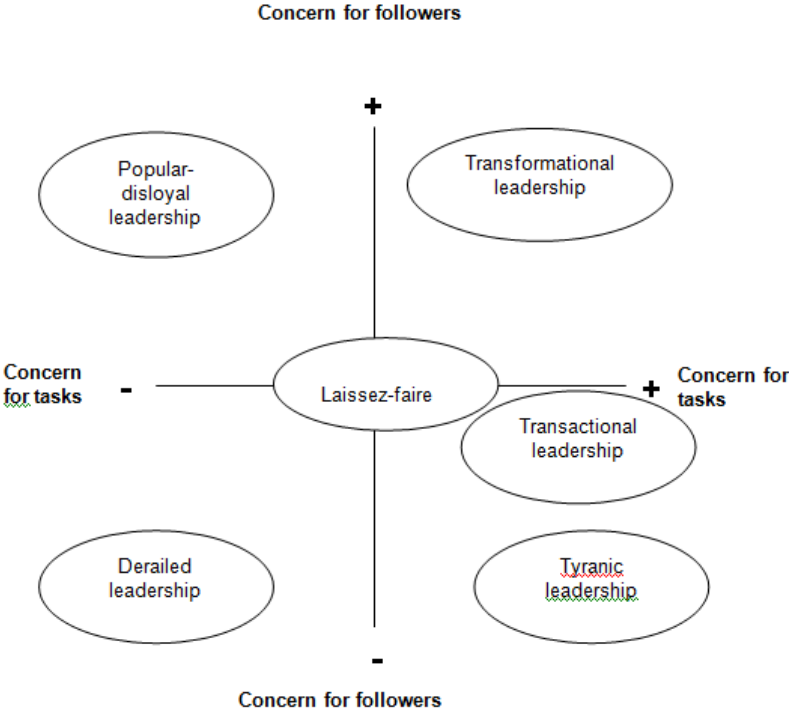 Concern for followers
+
Popular-
disloyal
leadership
Transformational
leadership
Concern
for tasks
-
Laissez-faire
+
Concern for
tasks
Transactional
leadership
Derailed
leadership
Tyranic
leadership
-
Concern for followers